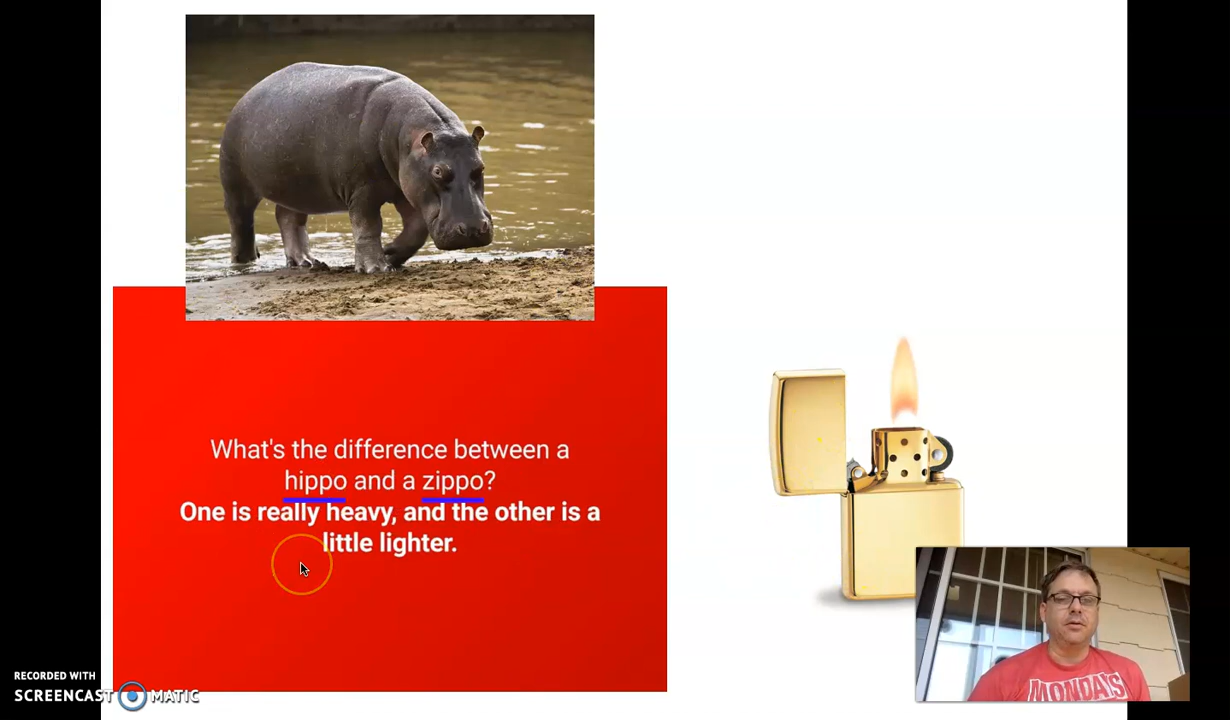 What's the difference between a
hippo and a zippo?
One is really heavy, and the other is a
little lighter.
RECORDED WITH
SCREENCAST MATIC
MONDAYS